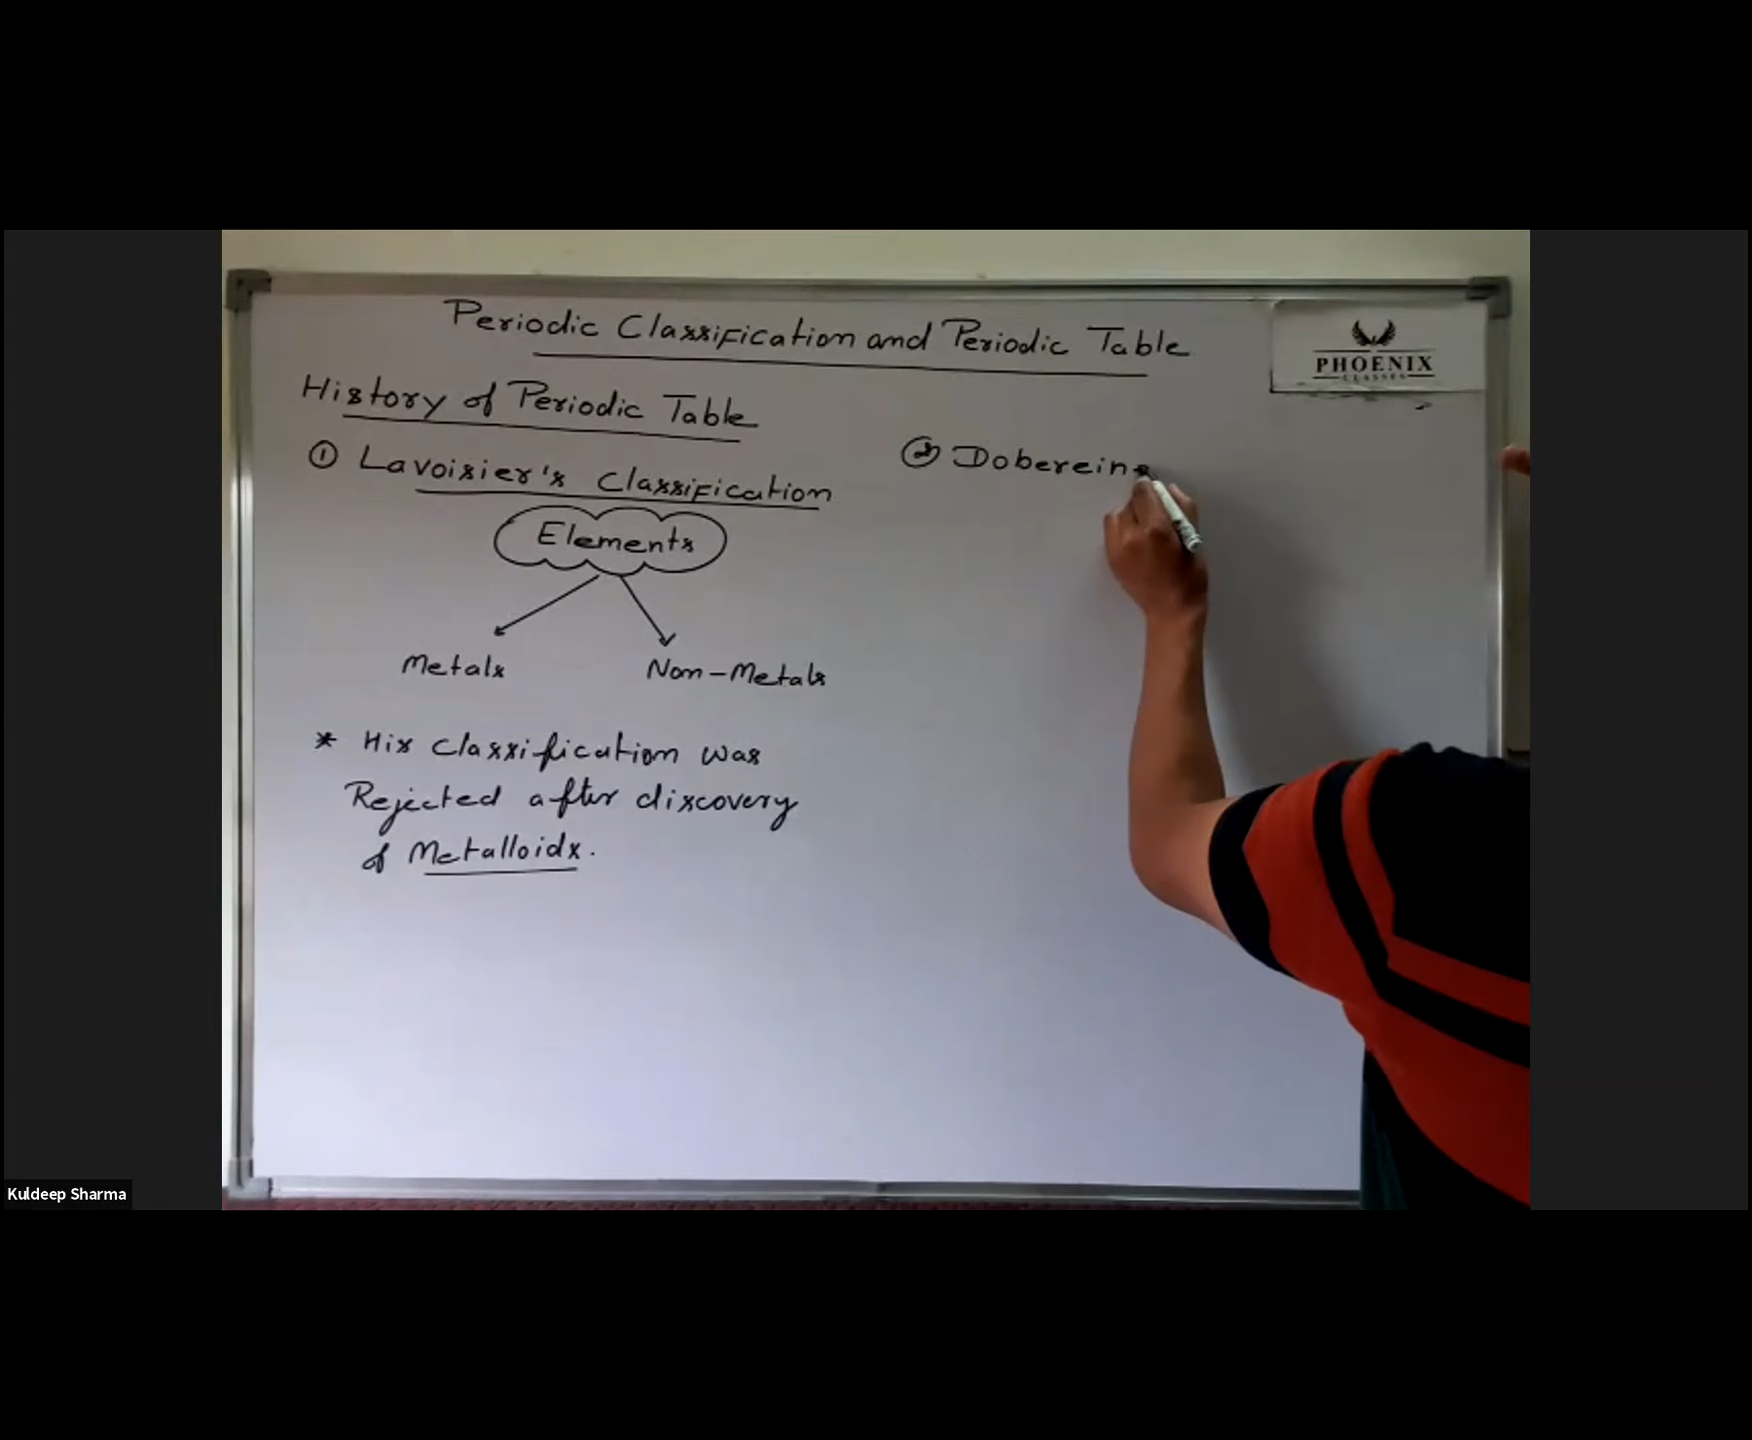 Periodic Classification and Periodic Table
PHOENIX
CLASSES
History of Periodic Table
① Lavoisier's Classification
Elements
Metals
Non-Metals
* His classification was
Rejected after discovery
of Metalloids.
② Doberein
Kuldeep Sharma